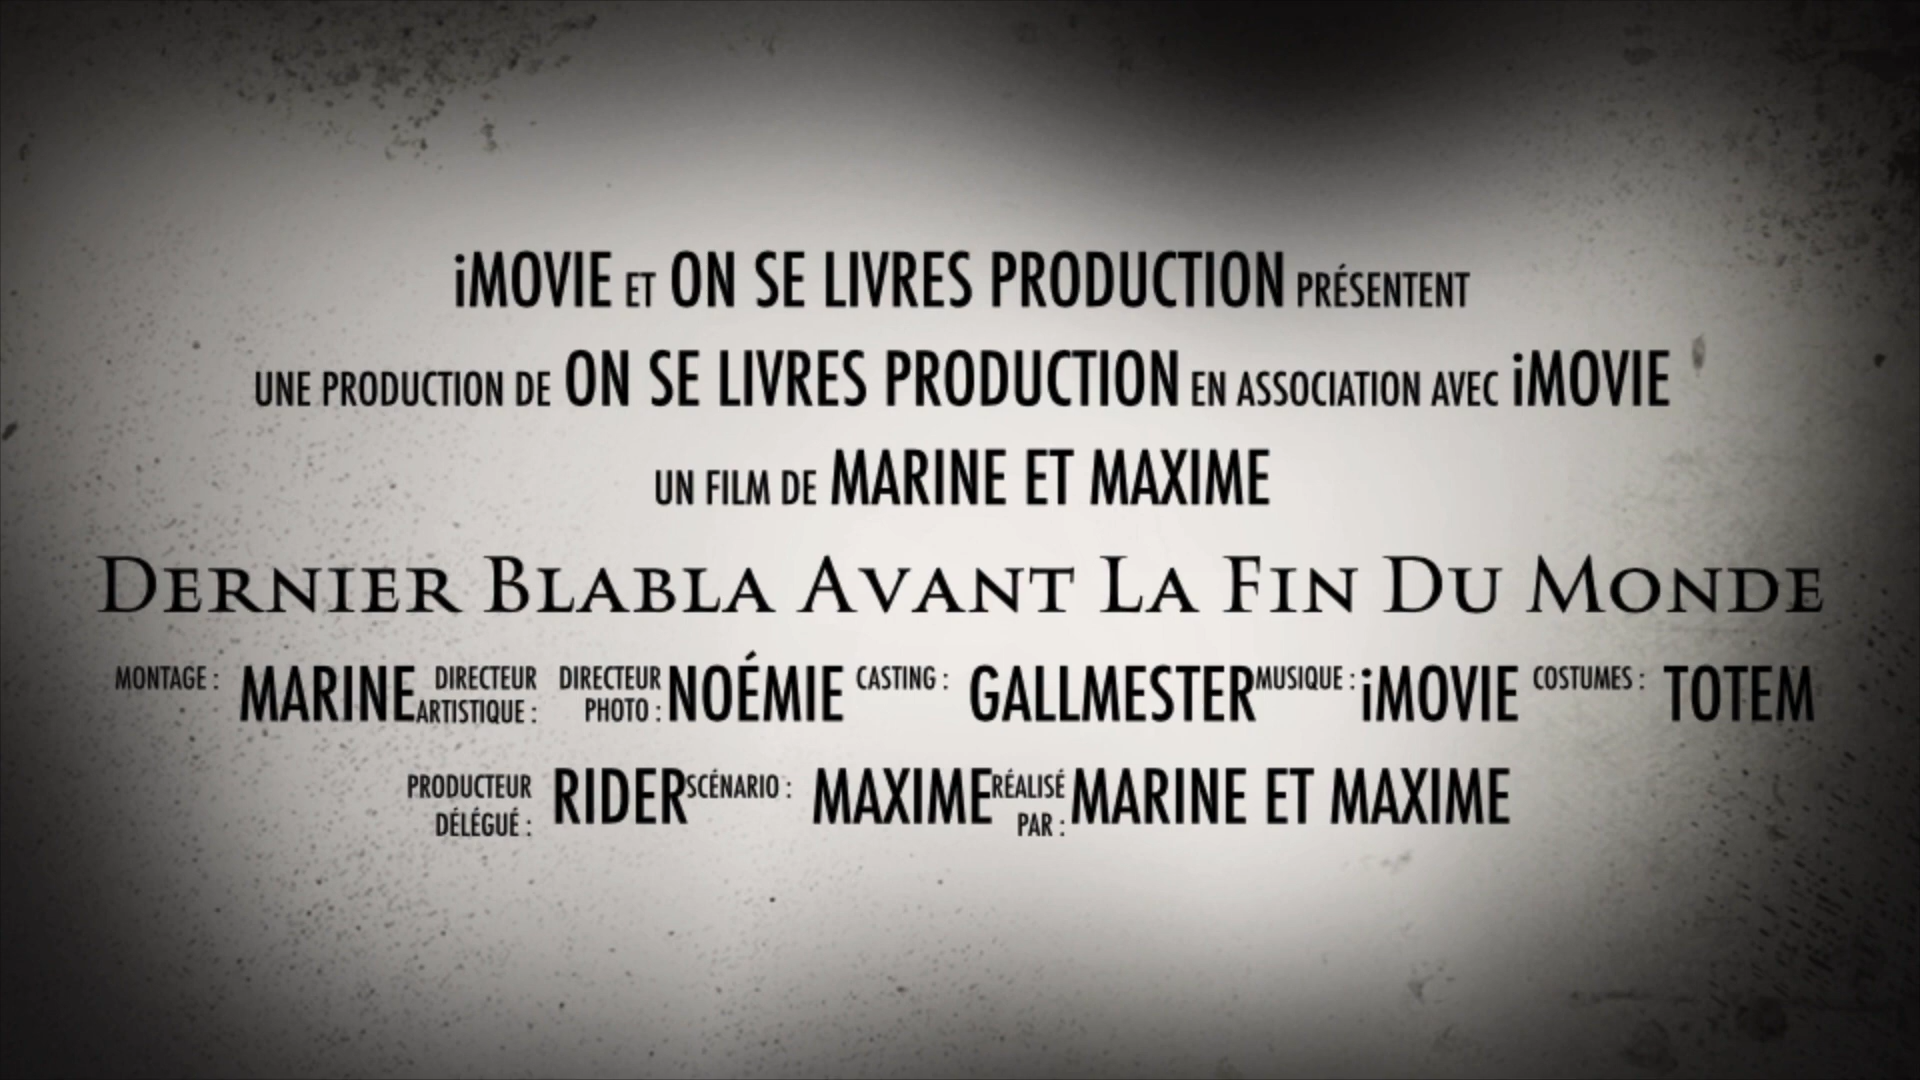 iMOVIE ET ON SE LIVRES PRODUCTION PRÉSENTENT
UNE PRODUCTION DE ON SE LIVRES PRODUCTION EN ASSOCIATION AVEC iMOVIE
UN FILM DE MARINE ET MAXIME
DERNIER BLABLA AVANT LA FIN DU MONDE
MONTAGE : MARINE DIRECTEUR ARTISTIQUE : DIRECTEUR PHOTO : NOÉMIE CASTING : GALLMESTER MUSIQUE : iMOVIE COSTUMES : TOTEM
PRODUCTEUR DÉLÉGUÉ : RIDER SCÉNARIO : MAXIME RÉALISÉ PAR : MARINE ET MAXIME